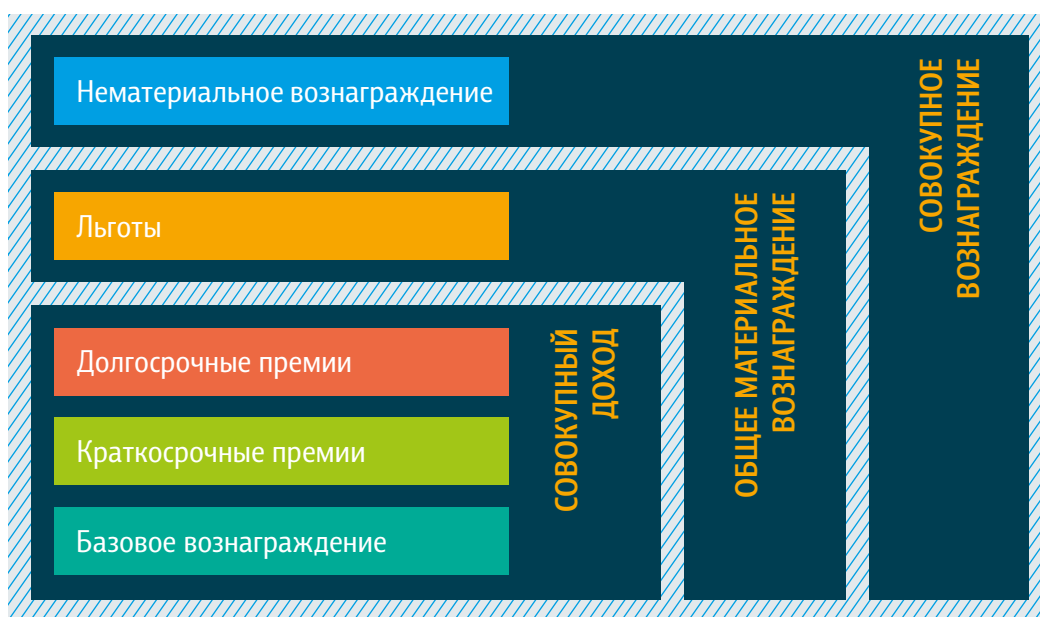 Нематериальное вознаграждение
Льготы
Долгосрочные премии
Краткосрочные премии
Базовое вознаграждение
СОВОКУПНЫЙ
ДОХОД
ОБЩЕЕ МАТЕРИАЛЬНОЕ
ВОЗНАГРАЖДЕНИЕ
СОВОКУПНОЕ
ВОЗНАГРАЖДЕНИЕ